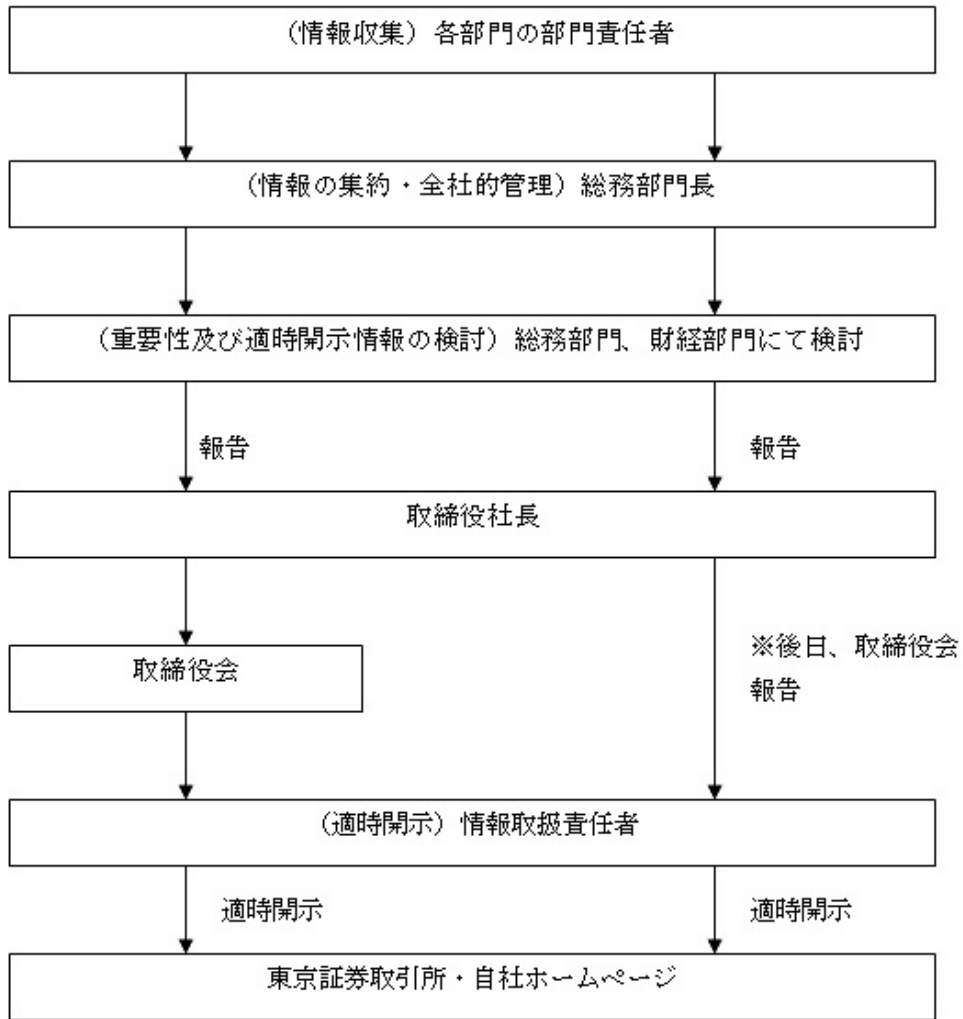 （情報収集）各部門の部門責任者
（情報の集約・全社的管理）総務部門長
（重要性及び適時開示情報の検討）総務部門、財経部門にて検討
報告
報告
取締役社長
取締役会
※後日、取締役会
報告
（適時開示）情報取扱責任者
適時開示
適時開示
東京証券取引所・自社ホームページ